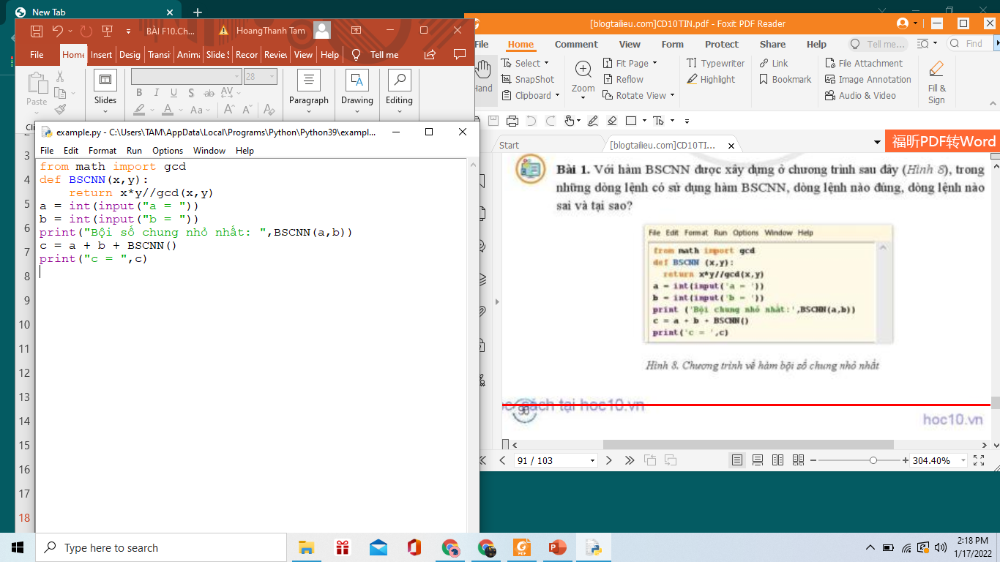 New Tab
BÀI F10.Ch...
HoangThanh Tam
File Home Insert Desig Transi Anima Slide S Recor Review View Help Tell me
Paste
Slides
28
B I U S ab AV
Aa
Paragraph
Drawing
Editing
example.py - C:\Users\TAM\AppData\Local\Programs\Python\Python39\exampl...
File Edit Format Run Options Window Help
from math import gcd
def BSCNN(x,y):
    return x*y//gcd(x,y)
a = int(input("a = "))
b = int(input("b = "))
print("Bội số chung nhỏ nhất: ",BSCNN(a,b))
c = a + b + BSCNN()
print("c = ",c)
3
4
5
6
7
8
9
10
11
12
13
14
15
16
17
18
[blogtailieu.com]CD10TIN.pdf - Foxit PDF Reader
File Home Comment View Form Protect Share Help Tell me... Find
Hand
Select
SnapShot
Clipboard
Zoom
Fit Page
Reflow
Rotate View
Typewriter
Highlight
Link
Bookmark
File Attachment
Image Annotation
Audio & Video
Fill &
Sign
Start
[blogtailieu.com]CD10TI...
福昕PDF转Word
Bài 1. Với hàm BSCNN được xây dựng ở chương trình sau đây (Hình 8), trong
những dòng lệnh có sử dụng hàm BSCNN, dòng lệnh nào đúng, dòng lệnh nào
sai và tại sao?
File Edit Format Run Options Window Help
from math import gcd
def BSCNN (x,y):
  return x*y//gcd(x,y)
a = int(input('a = '))
b = int(input('b = '))
print ('Bội chung nhỏ nhất:',BSCNN(a,b))
c = a + b + BSCNN()
print('c = ',c)
Hình 8. Chương trình về hàm bội số chung nhỏ nhất
sách tại hoc10.vn
90
hoc10.vn
91 / 103
304.40%
Type here to search
2:18 PM
1/17/2022